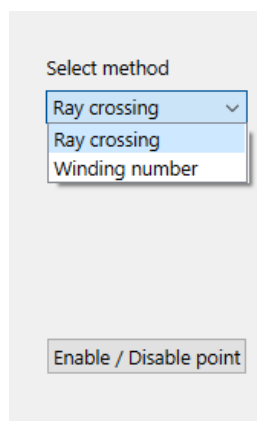 Select method
Ray crossing
Ray crossing
Winding number
Enable / Disable point